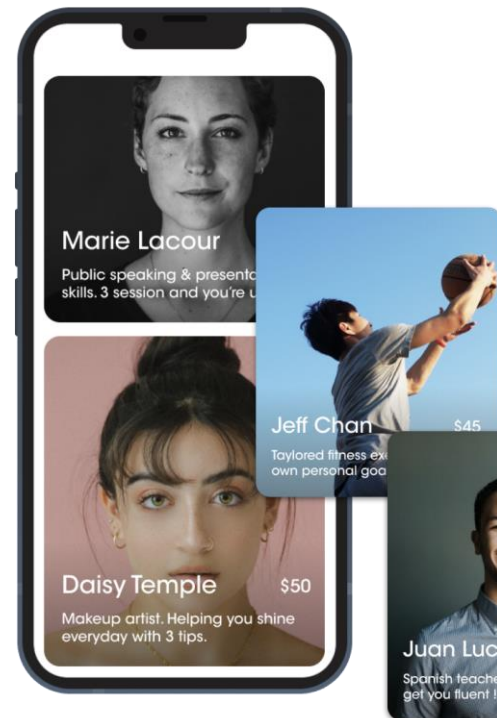 Marie Lacour
Public speaking & presenta
skills. 3 session and you're u
Jeff Chan $45
Taylored fitness ex
own personal goa
Daisy Temple $50
Makeup artist. Helping you shine
everyday with 3 tips.
Juan Luc
Spanish teache
get you fluent !